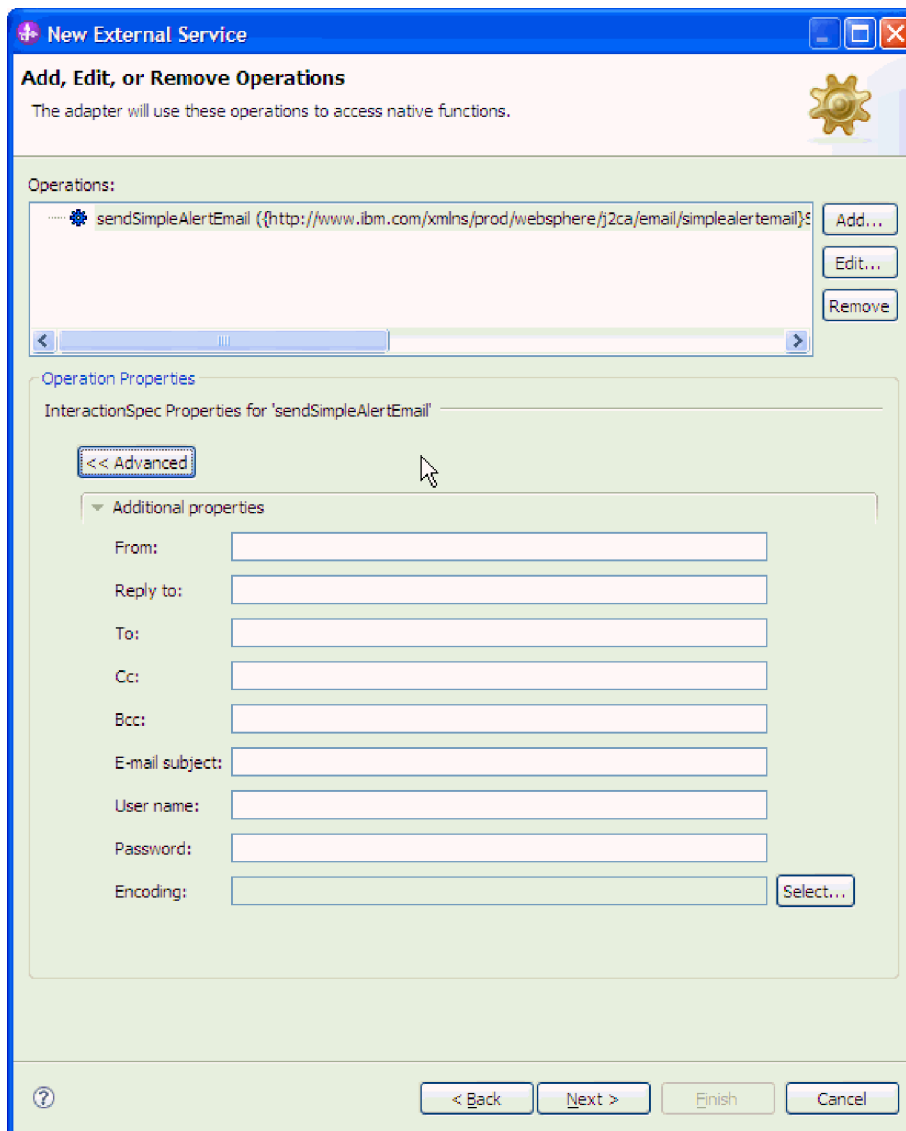 New External Service
Add, Edit, or Remove Operations
The adapter will use these operations to access native functions.
Operations:
sendSimpleAlertEmail ({http://www.ibm.com/xmlns/prod/websphere/j2ca/email/simplealertemail}S
Add...
Edit...
Remove
Operation Properties
InteractionSpec Properties for 'sendSimpleAlertEmail'
<< Advanced
Additional properties
From:
Reply to:
To:
Cc:
Bcc:
E-mail subject:
User name:
Password:
Encoding:
Select...
?
< Back
Next >
Finish
Cancel